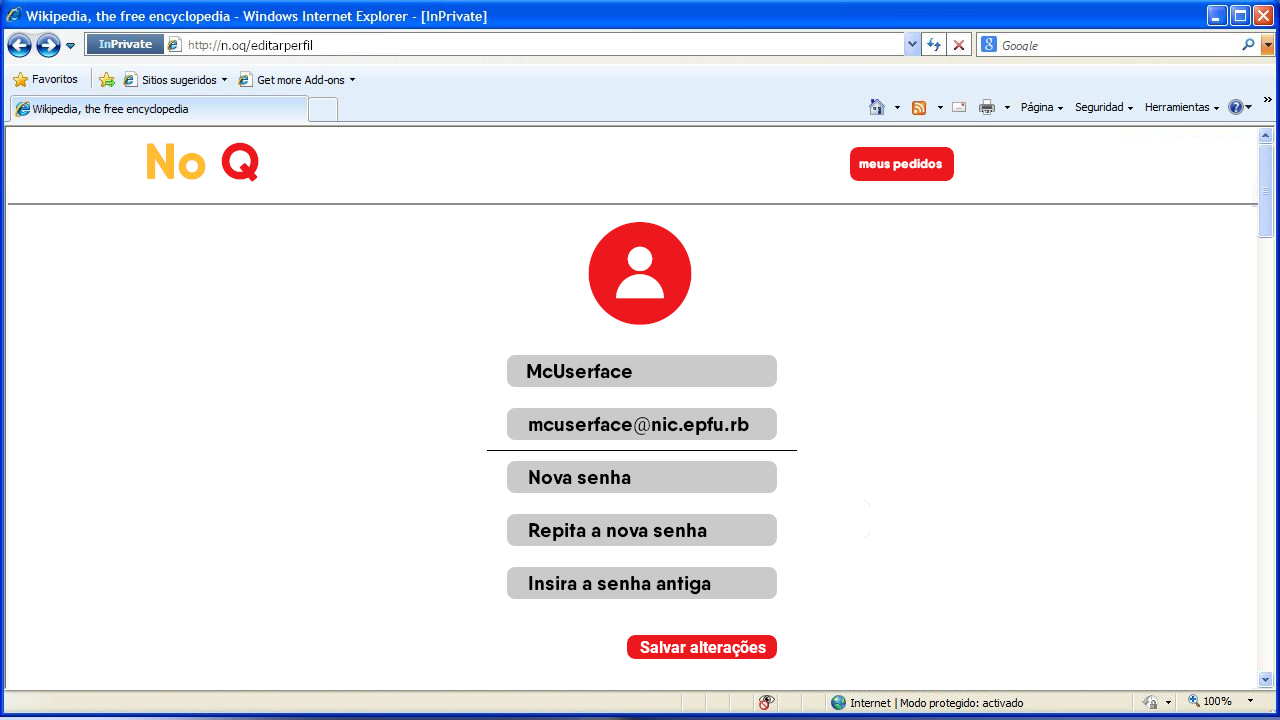 Wikipedia, the free encyclopedia - Windows Internet Explorer - [InPrivate]
InPrivate http://n.oq/editarperfil Google
Favoritos Sitios sugeridos Get more Add-ons
Wikipedia, the free encyclopedia Página Seguridad Herramientas »
No Q meus pedidos
McUserface
mcuserface@nic.epfu.rb
Nova senha
Repita a nova senha
Insira a senha antiga
Salvar alterações
Internet | Modo protegido: activado 100%